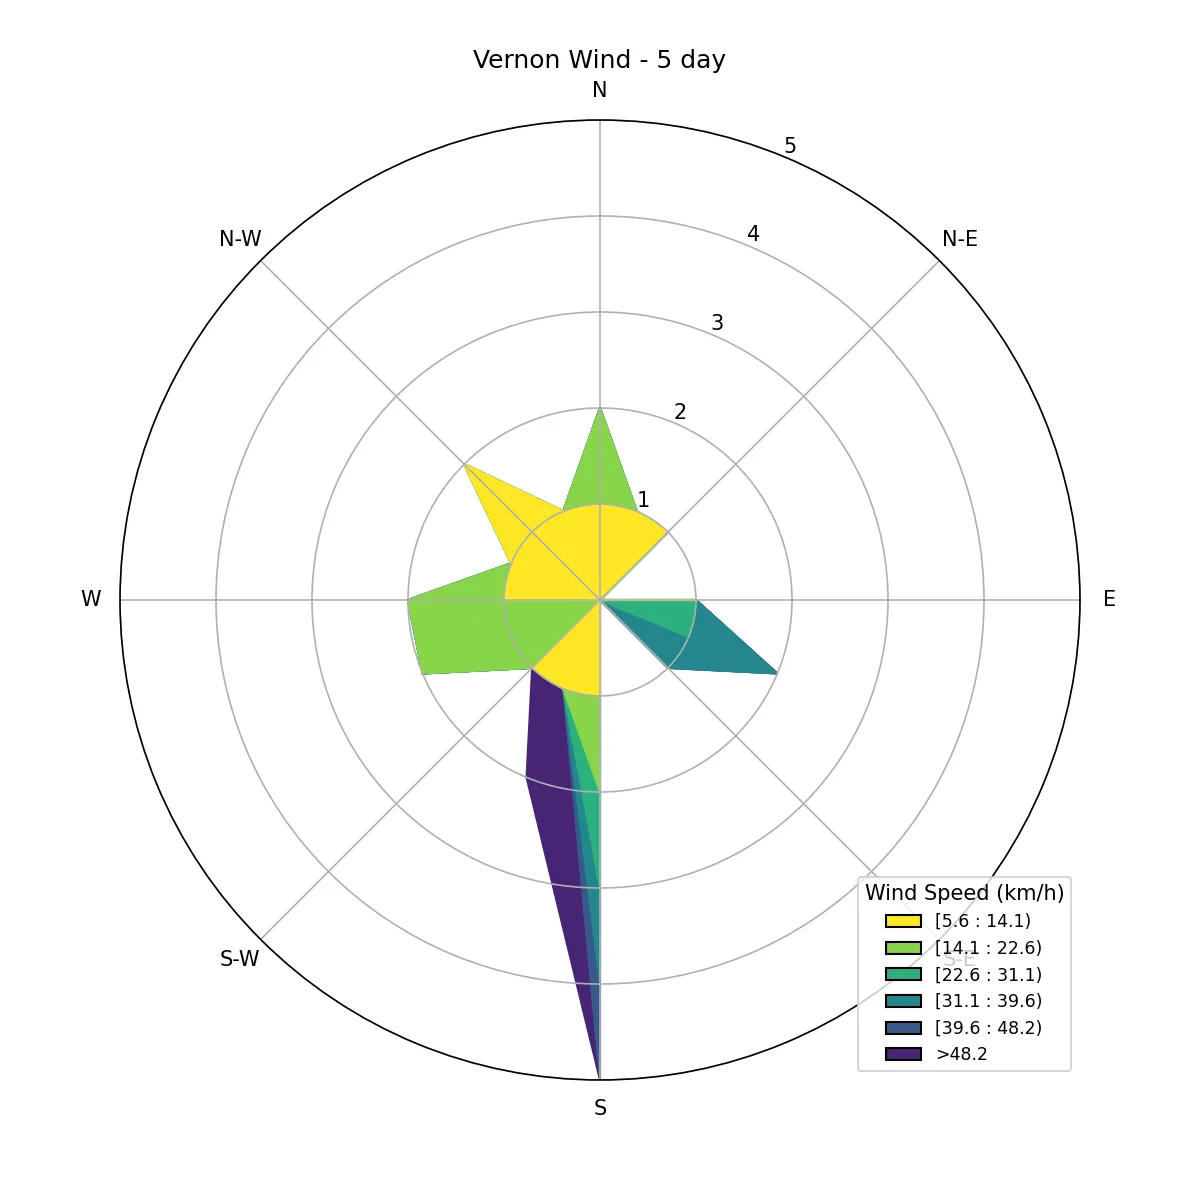 Vernon Wind - 5 day
N
5
N-W
4
N-E
3
2
1
W
E
Wind Speed (km/h)
[5.6 : 14.1)
[14.1 : 22.6)
S-W
S-E
[22.6 : 31.1)
[31.1 : 39.6)
[39.6 : 48.2)
>48.2
S